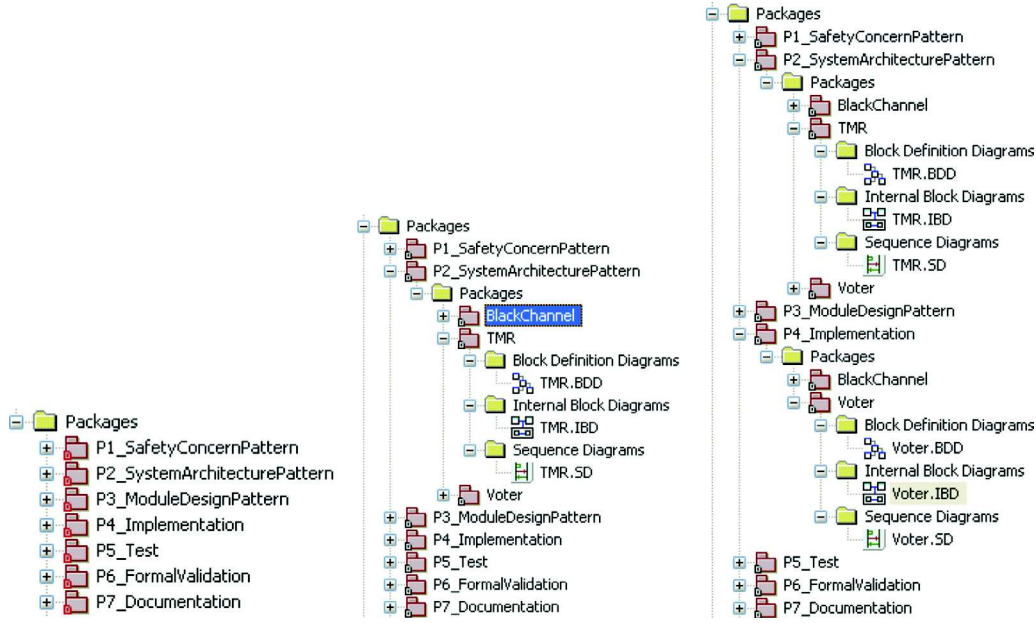 Packages
P1_SafetyConcernPattern
P2_SystemArchitecturePattern
P3_ModuleDesignPattern
P4_Implementation
P5_Test
P6_FormalValidation
P7_Documentation
Packages
P1_SafetyConcernPattern
P2_SystemArchitecturePattern
Packages
BlackChannel
TMR
Block Definition Diagrams
TMR.BDD
Internal Block Diagrams
TMR.IBD
Sequence Diagrams
TMR.SD
Voter
P3_ModuleDesignPattern
P4_Implementation
P5_Test
P6_FormalValidation
P7_Documentation
Packages
P1_SafetyConcernPattern
P2_SystemArchitecturePattern
Packages
BlackChannel
TMR
Block Definition Diagrams
TMR.BDD
Internal Block Diagrams
TMR.IBD
Sequence Diagrams
TMR.SD
Voter
P3_ModuleDesignPattern
P4_Implementation
Packages
BlackChannel
Voter
Block Definition Diagrams
Voter.BDD
Internal Block Diagrams
Voter.IBD
Sequence Diagrams
Voter.SD
P5_Test
P6_FormalValidation
P7_Documentation